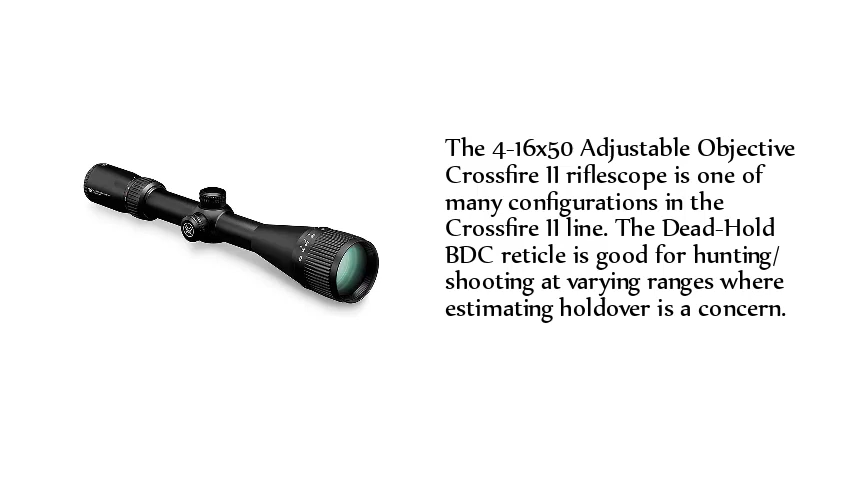 The 4-16x50 Adjustable Objective
Crossfire II riflescope is one of
many configurations in the
Crossfire II line. The Dead-Hold
BDC reticle is good for hunting/
shooting at varying ranges where
estimating holdover is a concern.